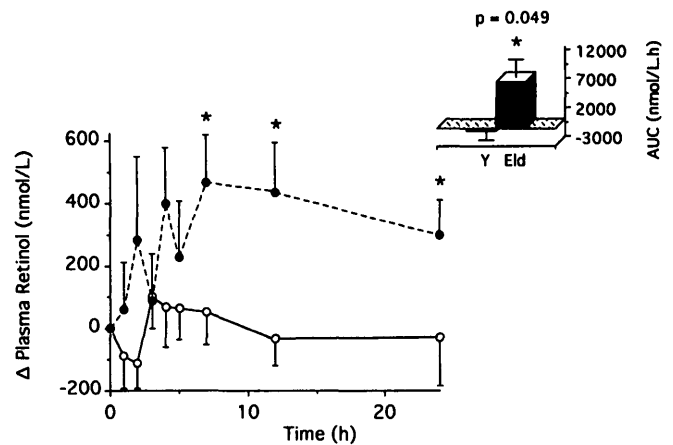 p = 0.049
*
12000
7000
2000
-3000
AUC (nmol/L.h)
Y Eld
* * *
600
400
200
0
-200
Δ Plasma Retinol (nmol/L)
0 10 20
Time (h)